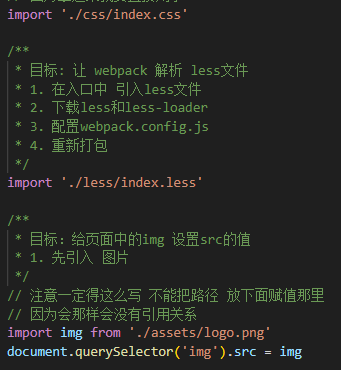 import './css/index.css'
/**
* 目标: 让 webpack 解析 less文件
* 1. 在入口中 引入less文件
* 2. 下载less和less-loader
* 3. 配置webpack.config.js
* 4. 重新打包
*/
import './less/index.less'
/**
* 目标：给页面中的img 设置src的值
* 1. 先引入 图片
*/
// 注意一定得这么写 不能把路径 放下面赋值那里
// 因为会那样会没有引用关系
import img from './assets/logo.png'
document.querySelector('img').src = img